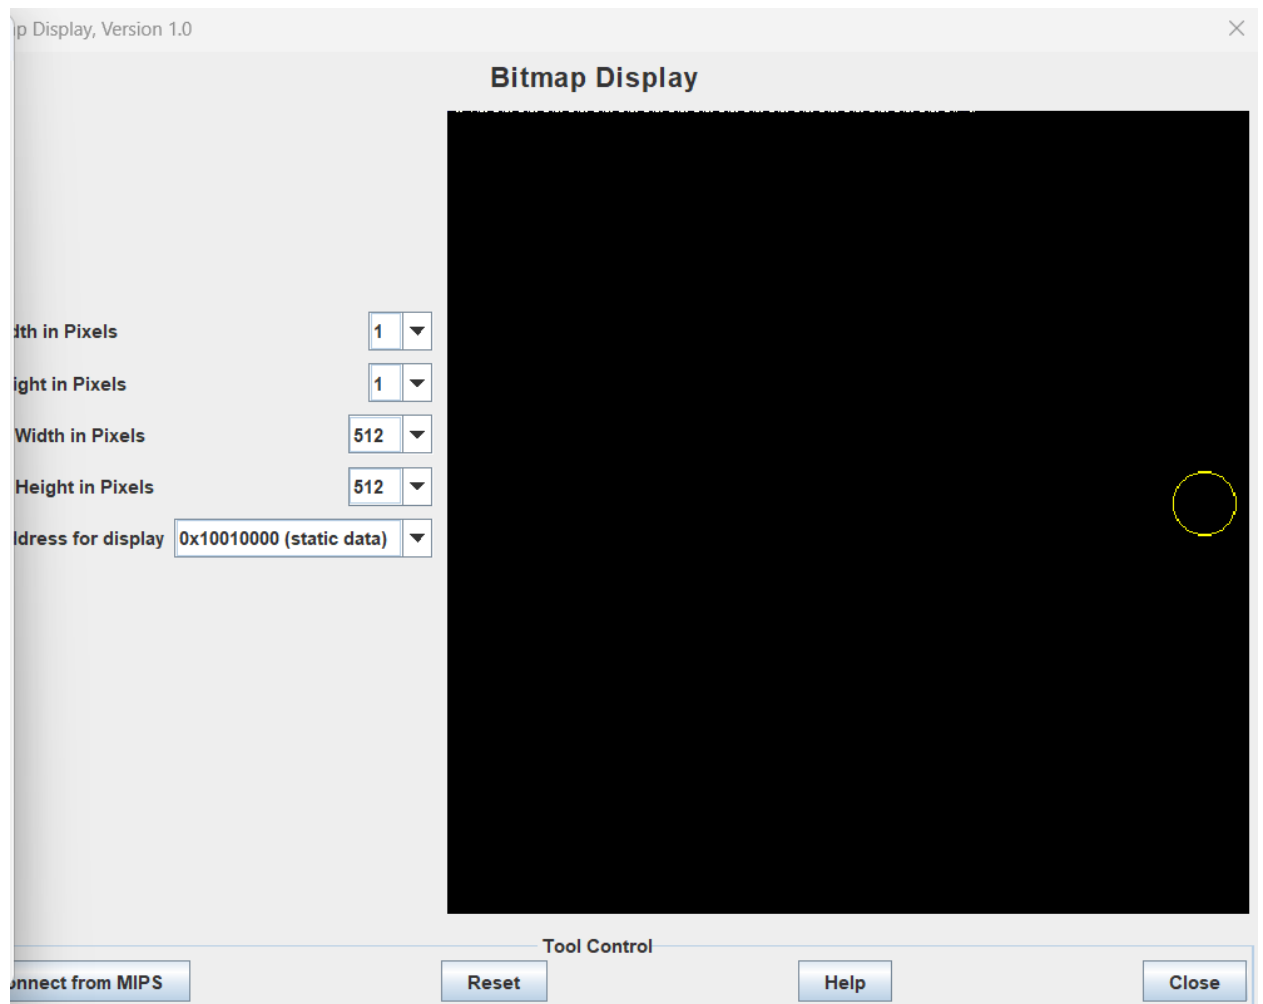 p Display, Version 1.0
Bitmap Display
dth in Pixels 1
ight in Pixels 1
Width in Pixels 512
Height in Pixels 512
ldress for display 0x10010000 (static data)
Tool Control
onnect from MIPS Reset Help Close